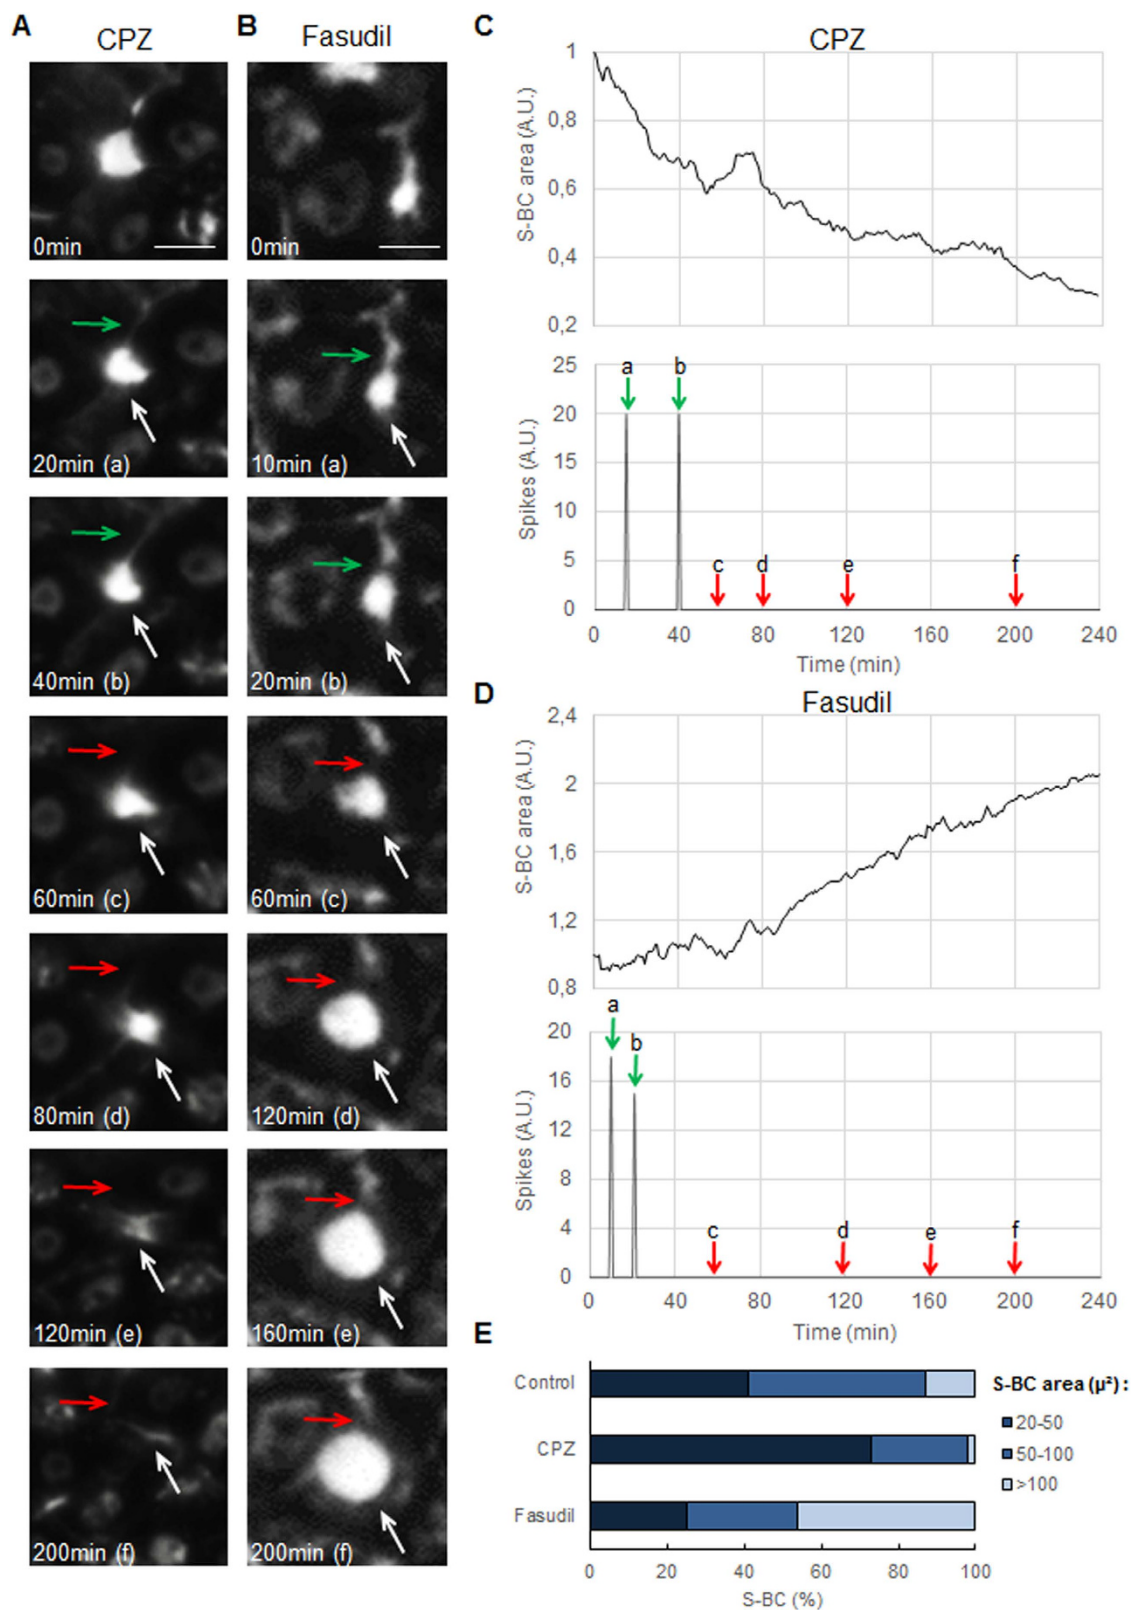 A
CPZ
0min
20min (a)
40min (b)
60min (c)
80min (d)
120min (e)
200min (f)
B
Fasudil
0min
10min (a)
20min (b)
60min (c)
120min (d)
160min (e)
200min (f)
C
CPZ
S-BC area (A.U.)
1
0,8
0,6
0,4
0,2
Spikes (A.U.)
25
20
15
10
5
0
a
b
c
d
e
f
0 40 80 120 160 200 240
Time (min)
D
Fasudil
S-BC area (A.U.)
2,4
2
1,6
1,2
0,8
Spikes (A.U.)
20
16
12
8
4
0
a
b
c
d
e
f
0 40 80 120 160 200 240
Time (min)
E
Control
CPZ
Fasudil
0 20 40 60 80 100
S-BC (%)
S-BC area (µ²) :
20-50
50-100
>100